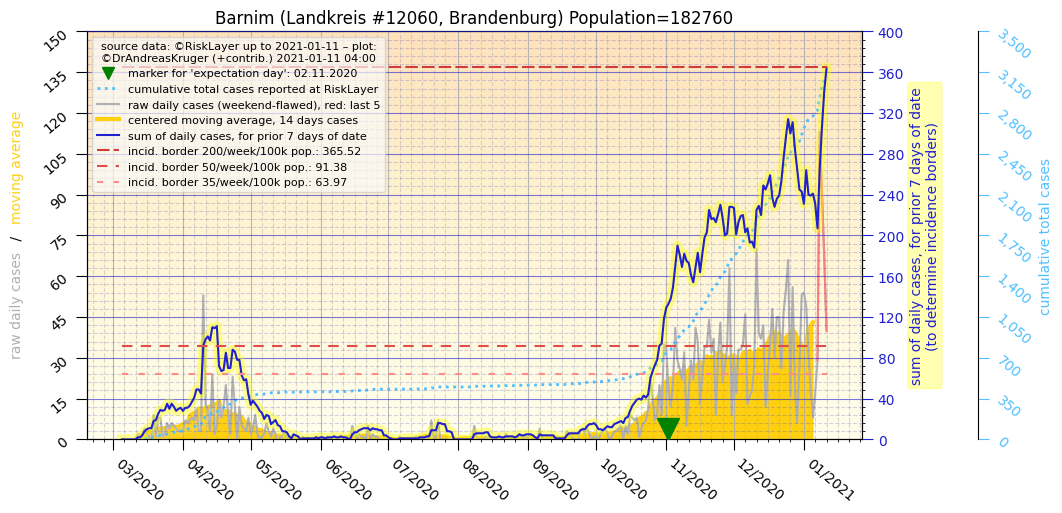 Barnim (Landkreis #12060, Brandenburg) Population=182760
source data: ©RiskLayer up to 2021-01-11 – plot:
©DrAndreasKruger (+contrib.) 2021-01-11 04:00
marker for 'expectation day': 02.11.2020
cumulative total cases reported at RiskLayer
raw daily cases (weekend-flawed), red: last 5
centered moving average, 14 days cases
sum of daily cases, for prior 7 days of date
incid. border 200/week/100k pop.: 365.52
incid. border 50/week/100k pop.: 91.38
incid. border 35/week/100k pop.: 63.97
raw daily cases / moving average
150
135
120
105
90
75
60
45
30
15
0
400
360
320
280
240
200
160
120
80
40
0
sum of daily cases, for prior 7 days of date
(to determine incidence borders)
3,500
3,150
2,800
2,450
2,100
1,750
1,400
1,050
700
350
0
cumulative total cases
03/2020
04/2020
05/2020
06/2020
07/2020
08/2020
09/2020
10/2020
11/2020
12/2020
01/2021